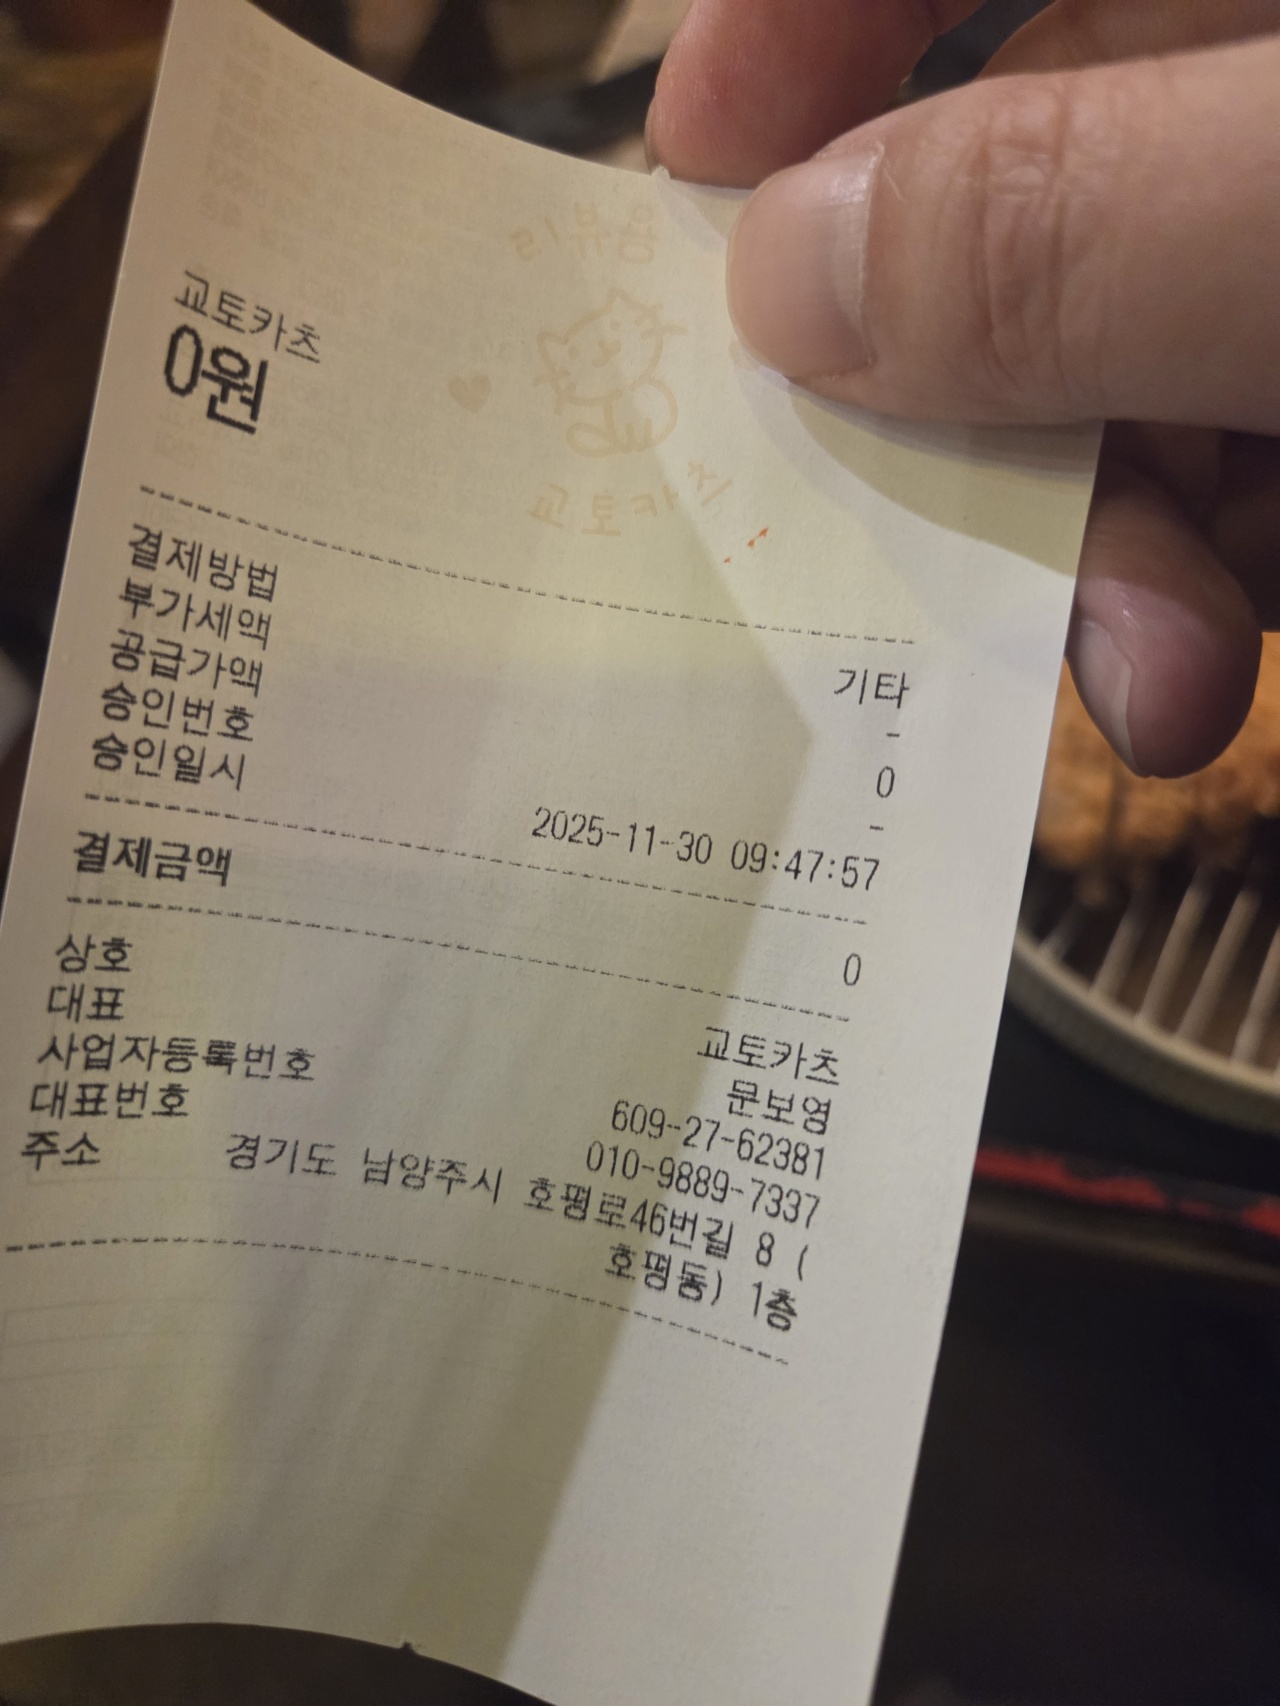 용뷰's
교토카츠
교토카츠
0원
결제방법 기타
부가세액 -
공급가액 0
승인번호 -
승인일시 2025-11-30 09:47:57
결제금액 0
상호 교토카츠
대표 문보영
사업자등록번호 609-27-62381
대표번호 010-9889-7337
주소 경기도 남양주시 호평로46번길 8 (
호평동) 1층